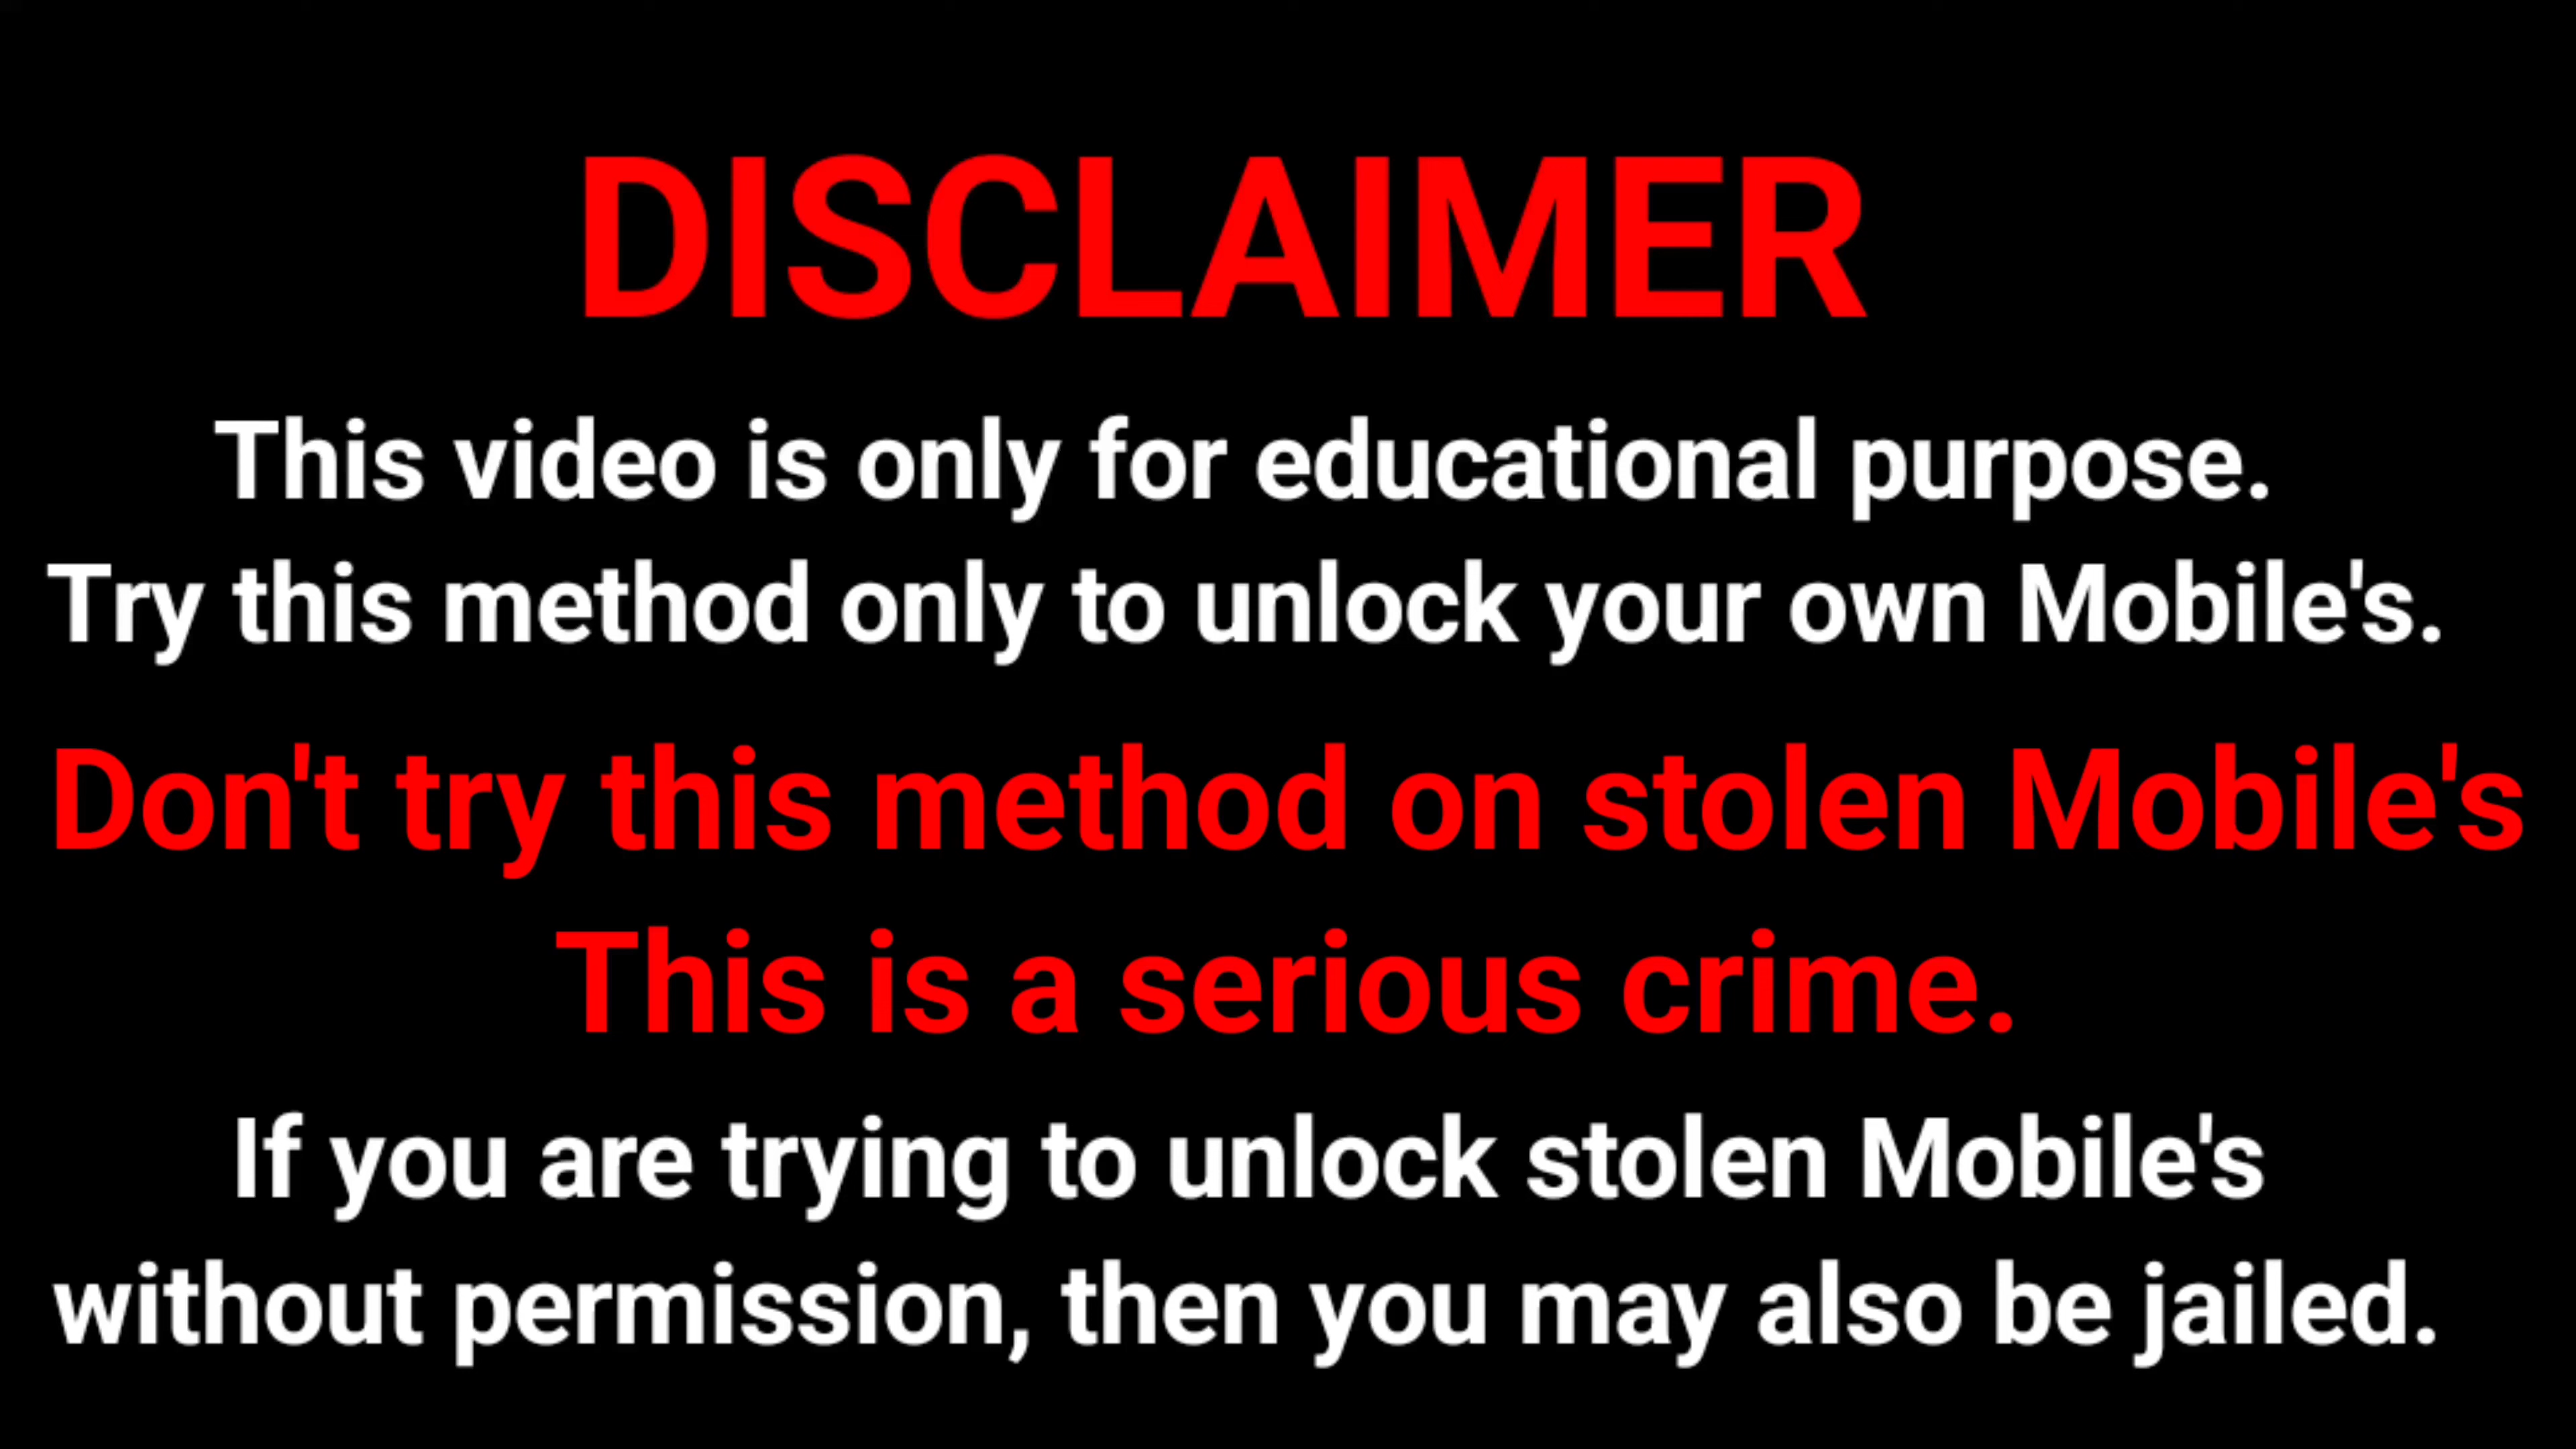 DISCLAIMER
This video is only for educational purpose.
Try this method only to unlock your own Mobile's.
Don't try this method on stolen Mobile's
This is a serious crime.
If you are trying to unlock stolen Mobile's
without permission, then you may also be jailed.